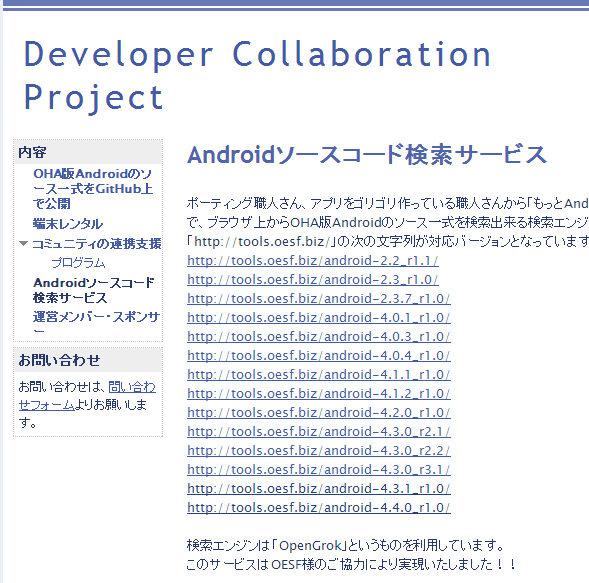 Developer Collaboration
Project
内容
OHA版Androidのソ
ース一式をGitHub上
で公開
端末レンタル
コミュニティの連携支援
プログラム
Androidソースコード
検索サービス
運営メンバー・スポンサ
ー
お問い合わせ
お問い合わせは、問い合わ
せフォームよりお願いしま
す。
Androidソースコード検索サービス
ポーティング職人さん、アプリをゴリゴリ作っている職人さんから「もっとAnd
で、ブラウザ上からOHA版Androidのソース一式を検索出来る検索エンジ
「http://tools.oesf.biz/」の次の文字列が対応バージョンとなっています
http://tools.oesf.biz/android-2.2_r1.1/
http://tools.oesf.biz/android-2.3_r1.0/
http://tools.oesf.biz/android-2.3.7_r1.0/
http://tools.oesf.biz/android-4.0.1_r1.0/
http://tools.oesf.biz/android-4.0.3_r1.0/
http://tools.oesf.biz/android-4.0.4_r1.0/
http://tools.oesf.biz/android-4.1.1_r1.0/
http://tools.oesf.biz/android-4.1.2_r1.0/
http://tools.oesf.biz/android-4.2.0_r1.0/
http://tools.oesf.biz/android-4.3.0_r2.1/
http://tools.oesf.biz/android-4.3.0_r2.2/
http://tools.oesf.biz/android-4.3.0_r3.1/
http://tools.oesf.biz/android-4.3.1_r1.0/
http://tools.oesf.biz/android-4.4.0_r1.0/
検索エンジンは「OpenGrok」というものを利用しています。
このサービスはOESF様のご協力により実現いたしました！！